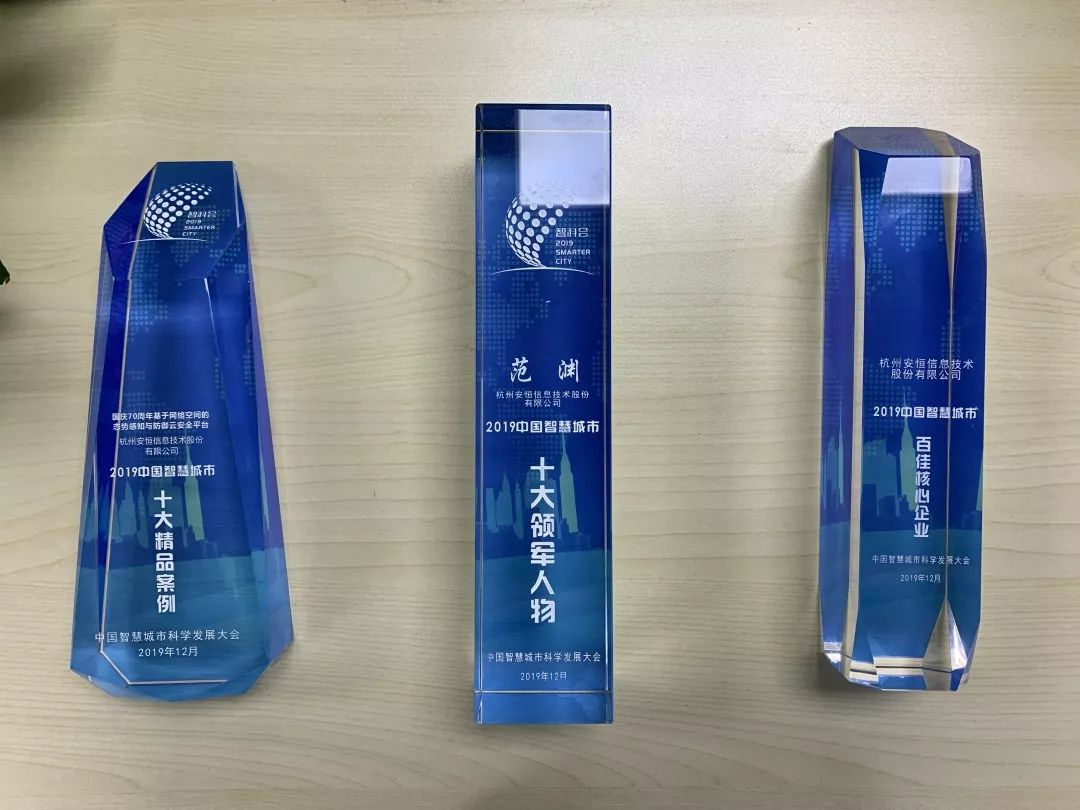 智科会
2019
SMARTER
CITY
国庆70周年基于网络空间的
态势感知与防御云安全平台
杭州安恒信息技术股份
有限公司
2019中国智慧城市
十大精品案例
中国智慧城市科学发展大会
2019年12月
智科会
2019
SMARTER
CITY
范渊
杭州安恒信息技术股份
有限公司
2019中国智慧城市
十大领军人物
中国智慧城市科学发展大会
2019年12月
杭州安恒信息技术
股份有限公司
2019中国智慧城市
百佳核心企业
中国智慧城市科学发展大会
2019年12月